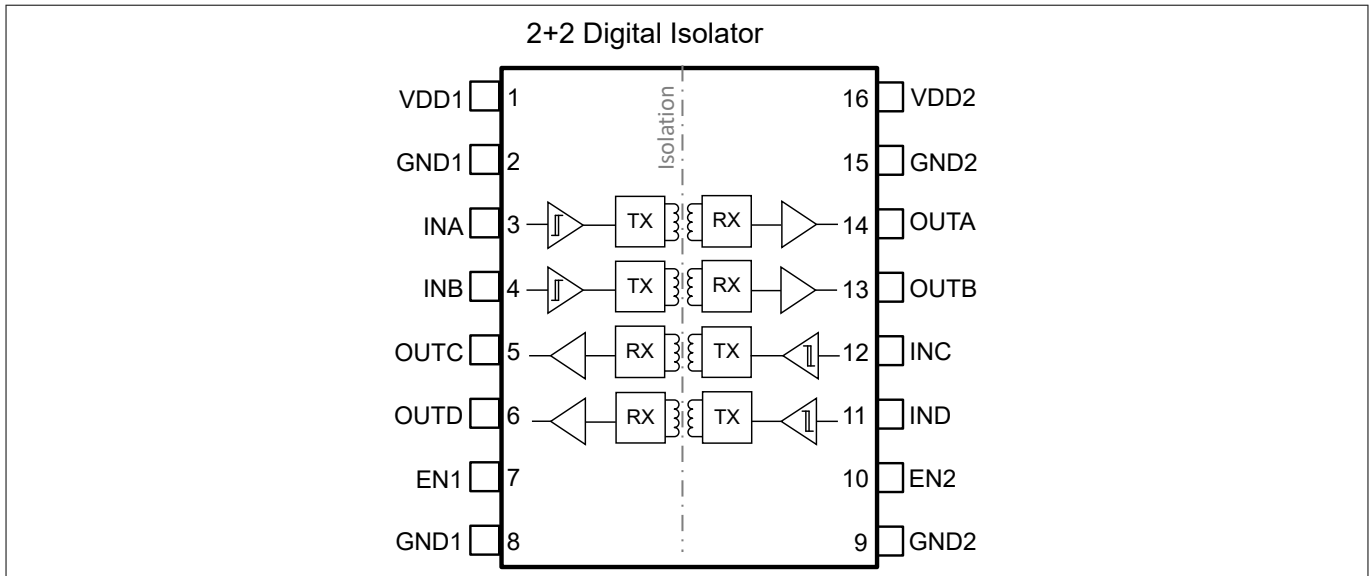 2+2 Digital Isolator
Isolation
VDD1 1 16 VDD2
GND1 2 15 GND2
INA 3 TX RX 14 OUTA
INB 4 TX RX 13 OUTB
OUTC 5 RX TX 12 INC
OUTD 6 RX TX 11 IND
EN1 7 10 EN2
GND1 8 9 GND2